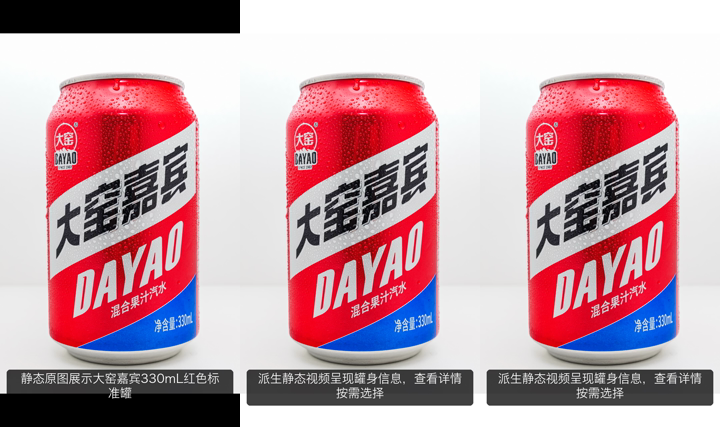 大窑
DAYAO
大窑嘉宾
DAYAO
混合果汁汽水
净含量:330mL
静态原图展示大窑嘉宾330mL红色标
准罐
大窑
DAYAO
大窑嘉宾
DAYAO
混合果汁汽水
净含量:330mL
派生静态视频呈现罐身信息，查看详情
按需选择
大窑
DAYAO
大窑嘉宾
DAYAO
混合果汁汽水
净含量:330mL
派生静态视频呈现罐身信息，查看详情
按需选择